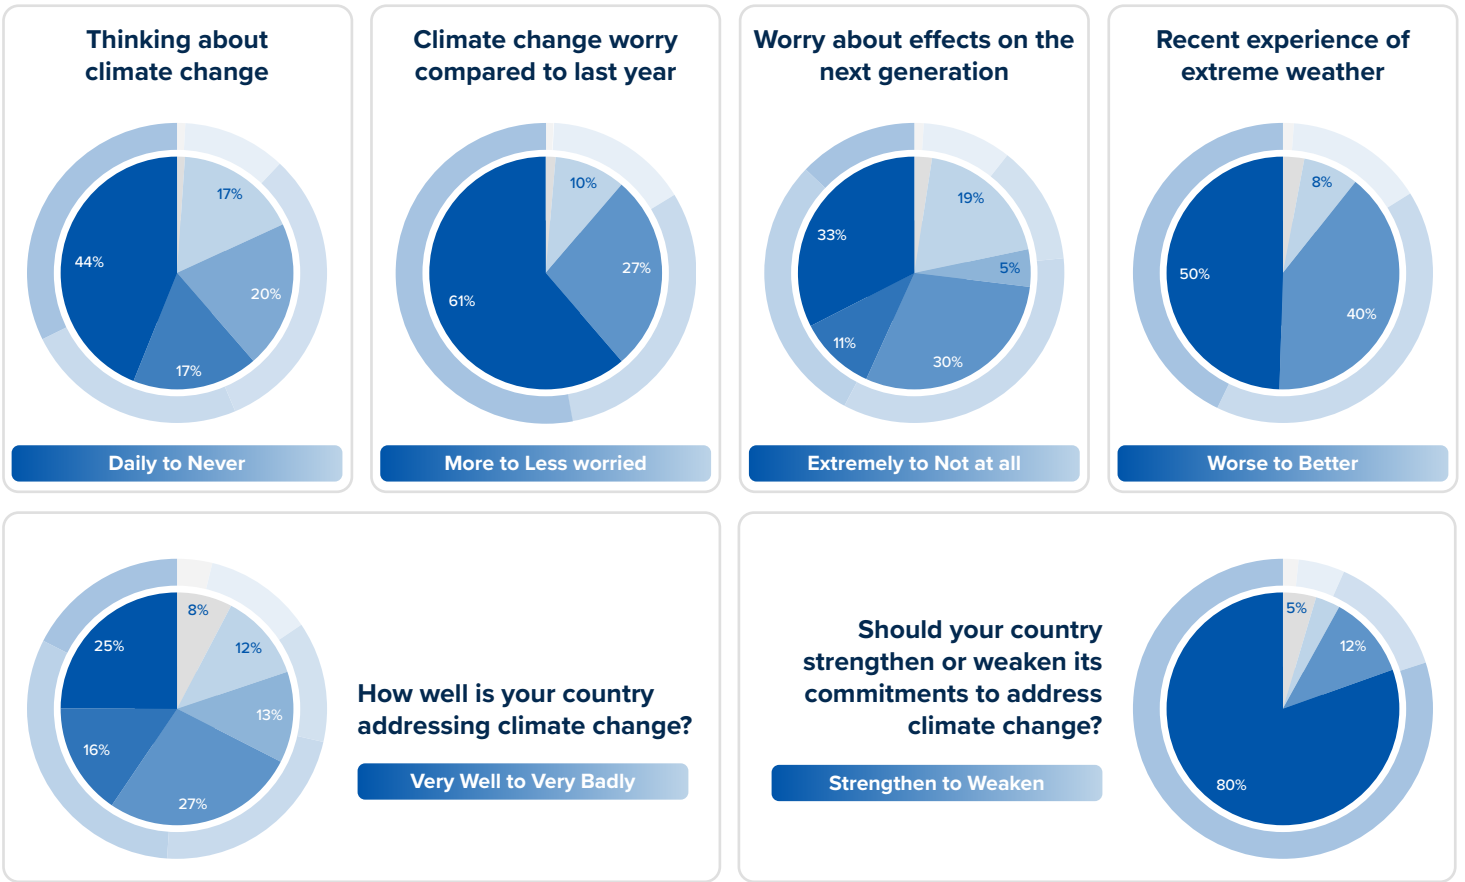 Thinking about
climate change
17%
44%
20%
17%
Daily to Never
Climate change worry
compared to last year
10%
27%
61%
More to Less worried
Worry about effects on the
next generation
19%
33%
5%
11%
30%
Extremely to Not at all
Recent experience of
extreme weather
8%
50%
40%
Worse to Better
8%
25%
12%
13%
16%
27%
How well is your country
addressing climate change?
Very Well to Very Badly
Should your country
strengthen or weaken its
commitments to address
climate change?
Strengthen to Weaken
5%
12%
80%